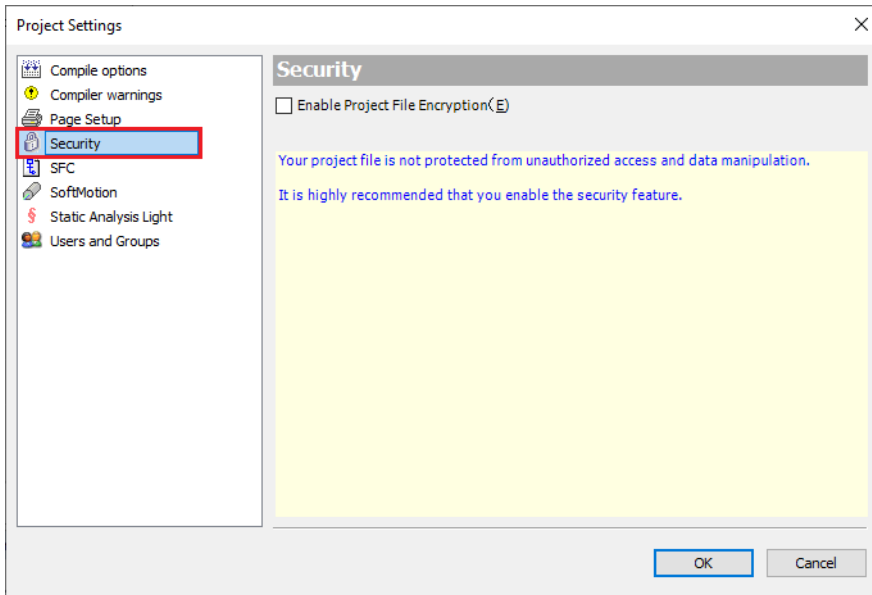 Project Settings
Compile options
Compiler warnings
Page Setup
Security
SFC
SoftMotion
Static Analysis Light
Users and Groups
Security
Enable Project File Encryption(E)
Your project file is not protected from unauthorized access and data manipulation.
It is highly recommended that you enable the security feature.
OK
Cancel